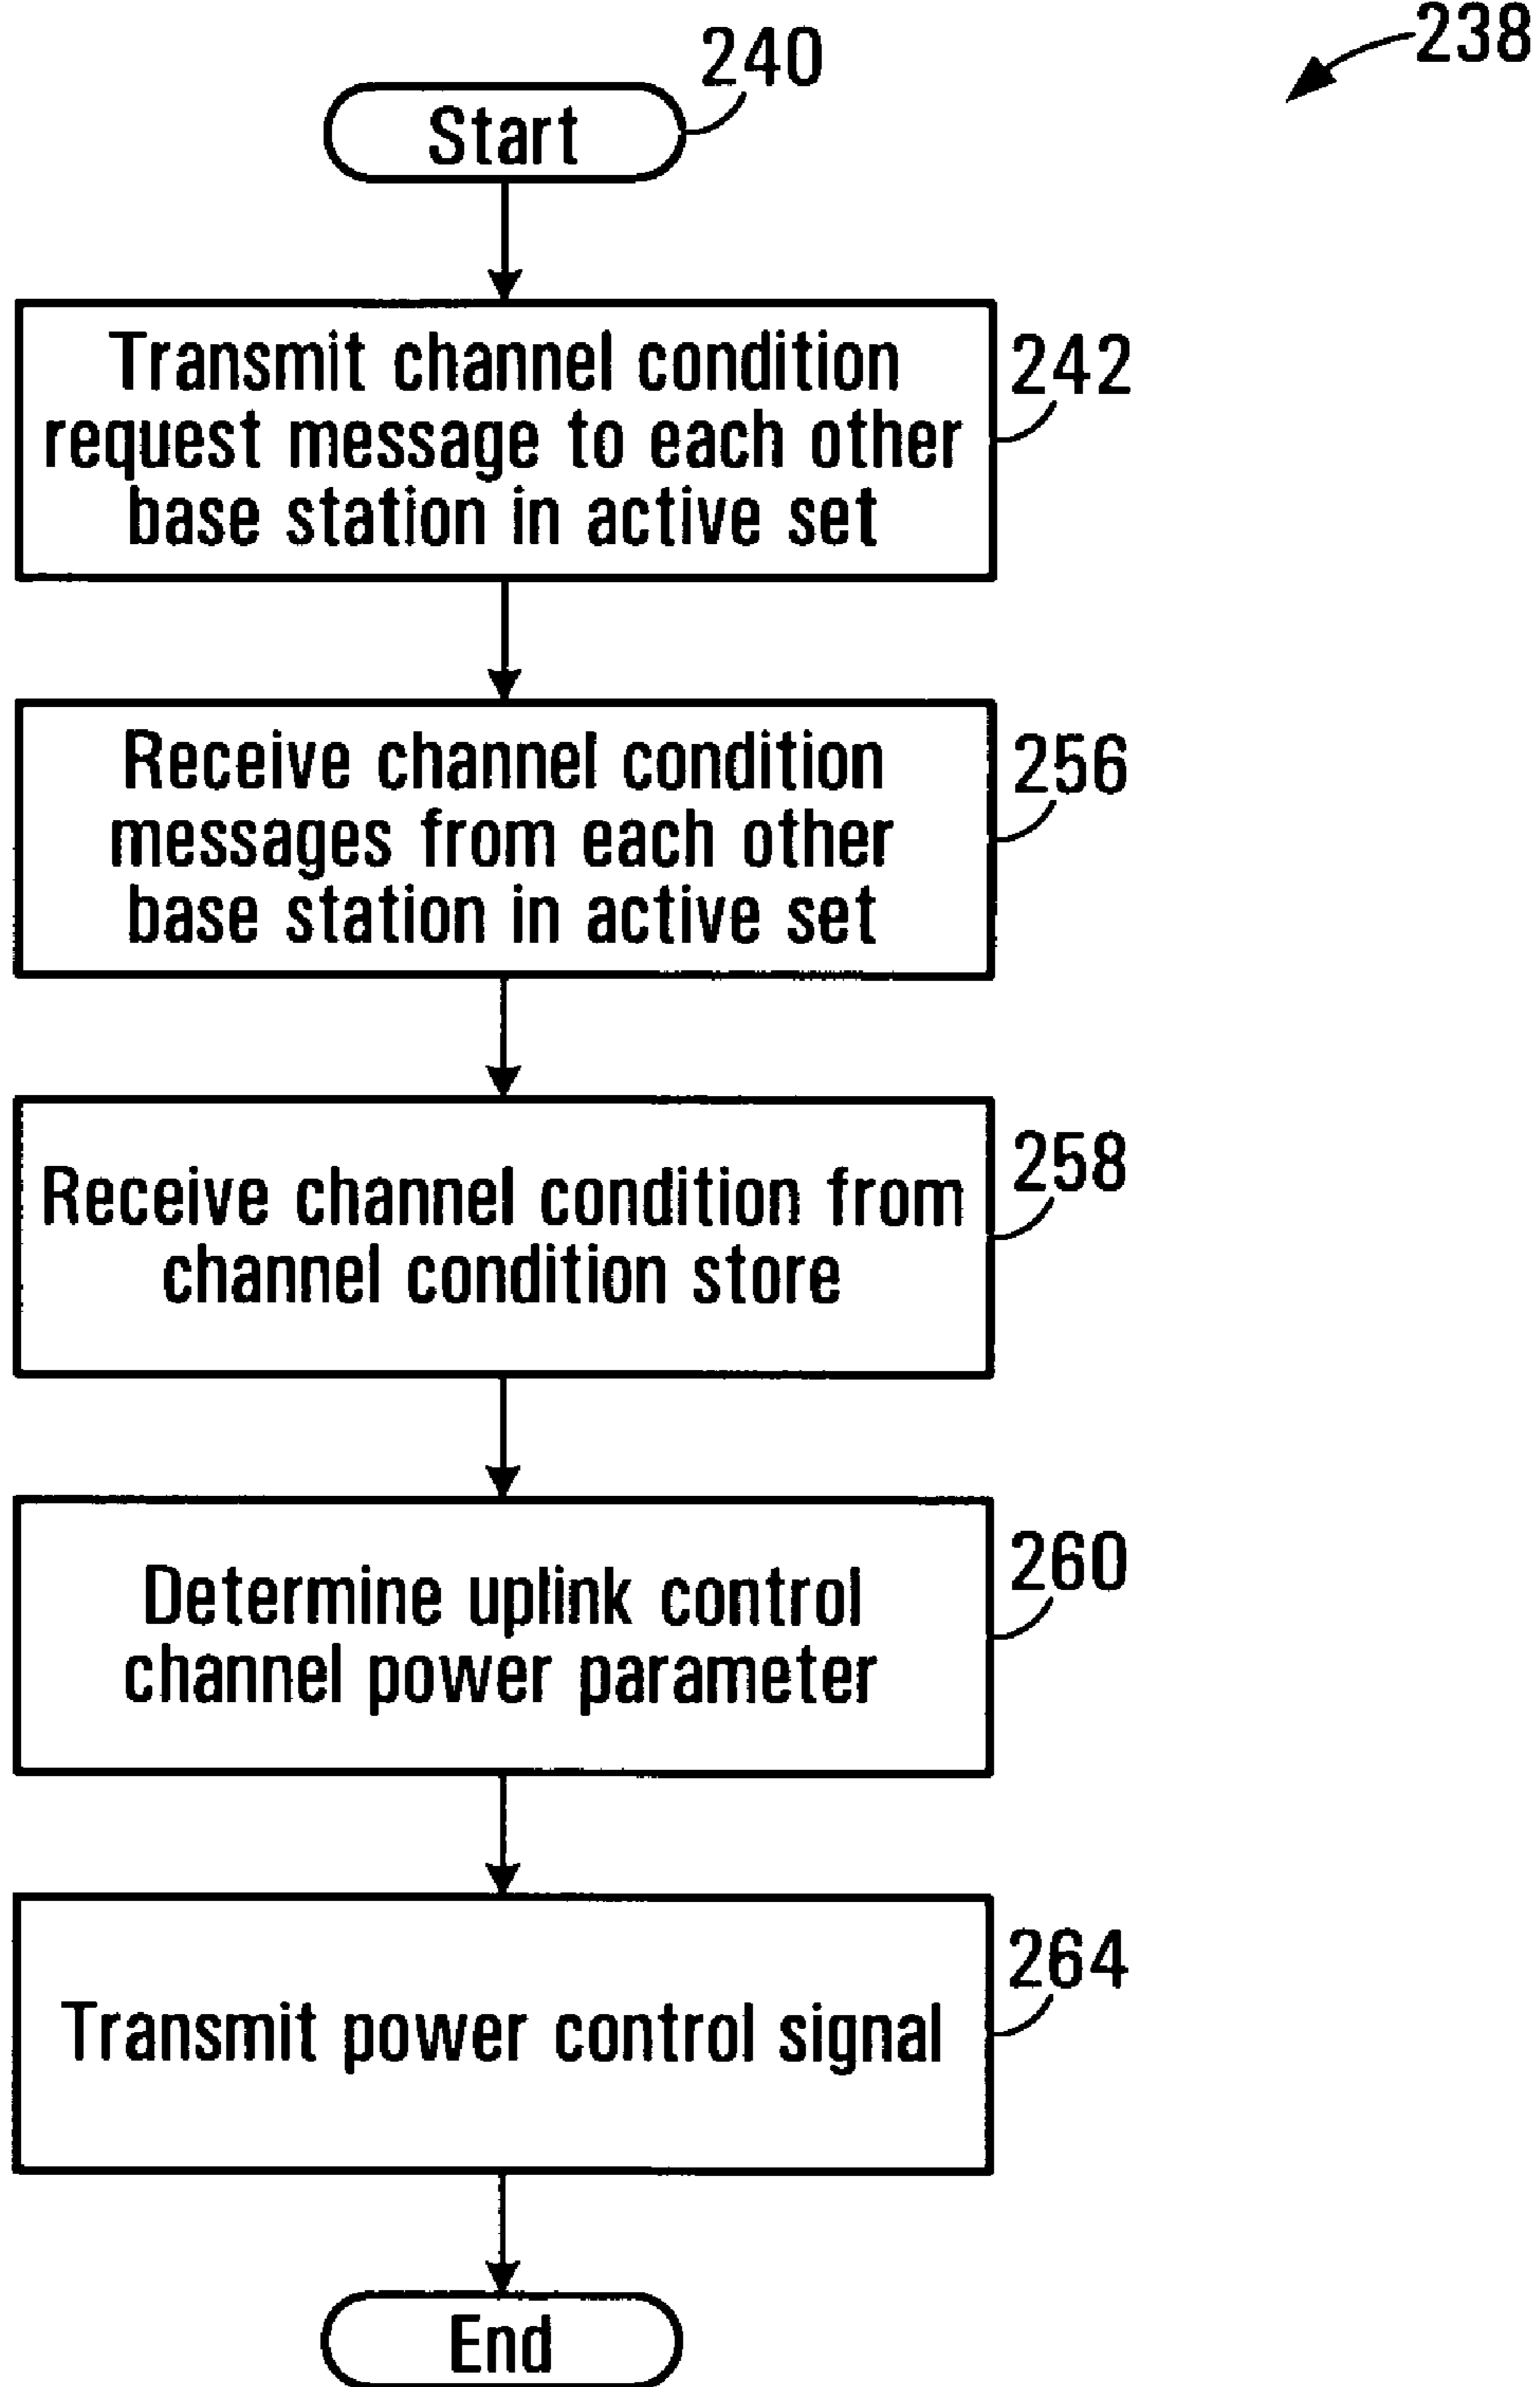 238
240
Start
Transmit channel condition
request message to each other
base station in active set
242
Receive channel condition
messages from each other
base station in active set
256
Receive channel condition from
channel condition store
258
Determine uplink control
channel power parameter
260
Transmit power control signal
264
End